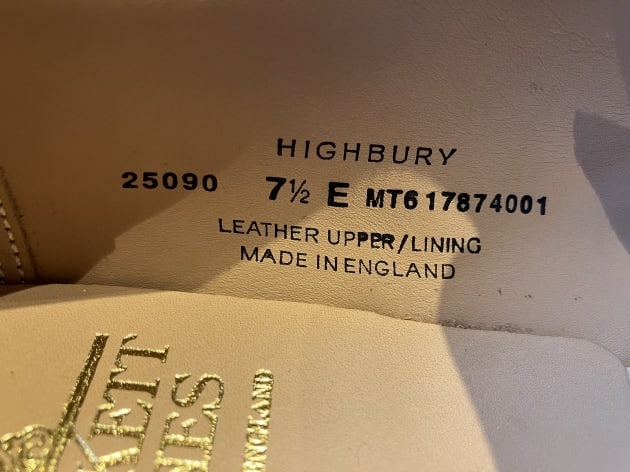 HIGHBURY
25090 7½ E MT617874001
LEATHER UPPER/LINING
MADE IN ENGLAND